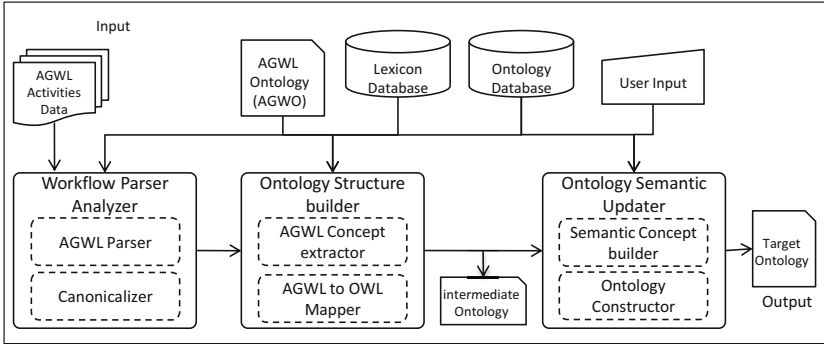 Input
AGWL
Activities
Data
AGWL
Ontology
(AGWO)
Lexicon
Database
Ontology
Database
User Input
Workflow Parser
Analyzer
AGWL Parser
Canonicalizer
Ontology Structure
builder
AGWL Concept
extractor
AGWL to OWL
Mapper
intermediate
Ontology
Ontology Semantic
Updater
Semantic Concept
builder
Ontology
Constructor
Target
Ontology
Output